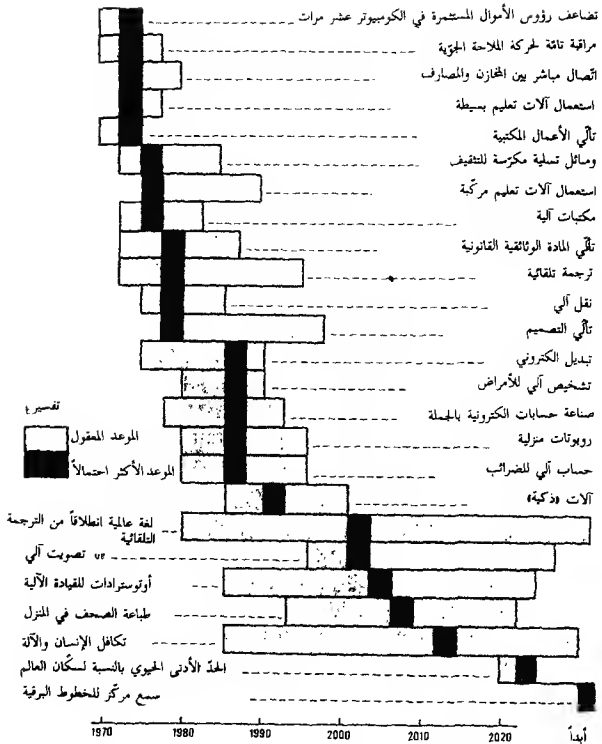 تضاعف رؤوس الأموال المستثمرة في الكومبيوتر عشر مرات
مراقبة تامّة لحركة الملاحة الجوّية
اتّصال مباشر بين المخازن والمصارف
استعمال آلات تعليم بسيطة
تألّي الأعمال المكتبية
وسائل تسلية مكرّسة للتثقيف
استعمال آلات تعليم مركّبة
مكتبات آلية
تلقّي المادة الوثائقية القانونية
ترجمة تلقائية
نقل آلي
تألّي التصميم
تبديل الكتروني
تشخيص آلي للأمراض
صناعة حسابات الكترونية بالجملة
روبوتات منزلية
حساب آلي للضرائب
آلات «ذكية»
لغة عالمية انطلاقاً من الترجمة
التلقائية
تصويت آلي
أوتوسترادات للقيادة الآلية
طباعة الصحف في المنزل
تكافل الإنسان والآلة
الحدّ الأدنى الحيوي بالنسبة لسكّان العالم
سمع مركّز للخطوط البرقية
تفسير:
الموعد المعقول
الموعد الأكثر احتمالاً
1970 1980 1990 2000 2010 2020 أبداً